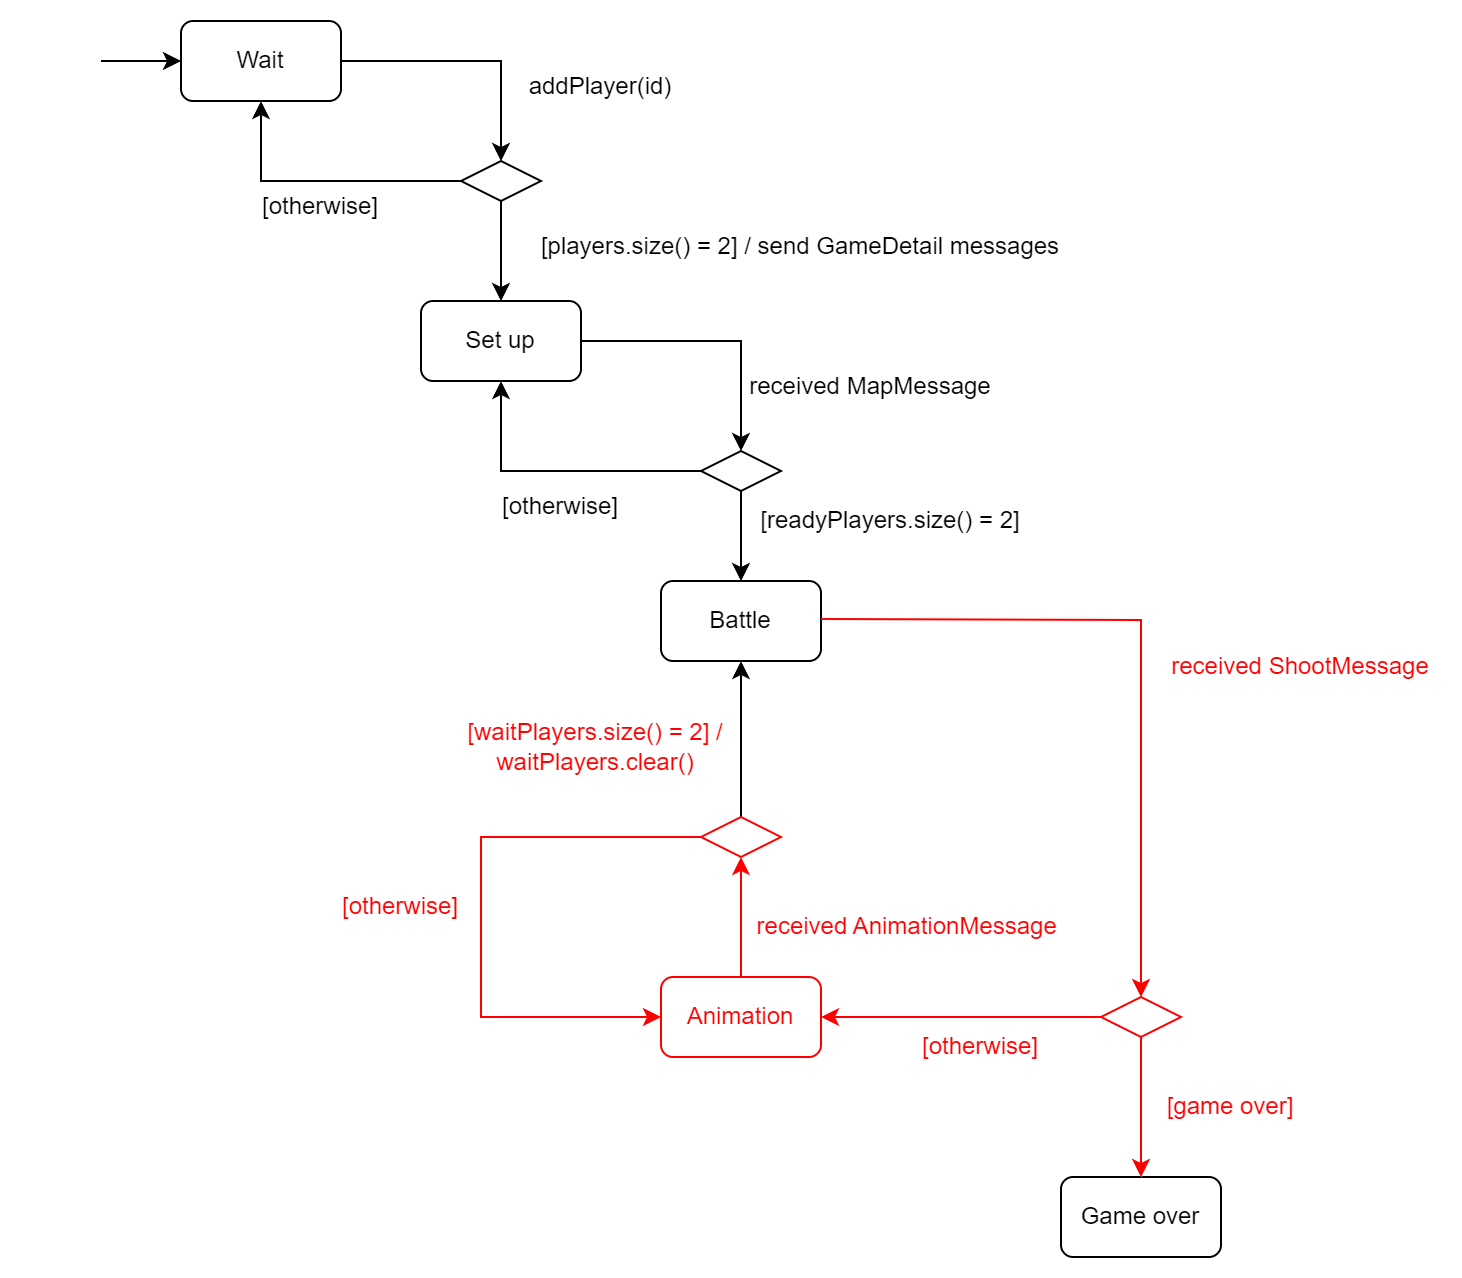 Wait
addPlayer(id)
[otherwise]
[players.size() = 2] / send GameDetail messages
Set up
received MapMessage
[otherwise]
[readyPlayers.size() = 2]
Battle
received ShootMessage
[waitPlayers.size() = 2] /
waitPlayers.clear()
[otherwise]
received AnimationMessage
Animation
[otherwise]
[game over]
Game over